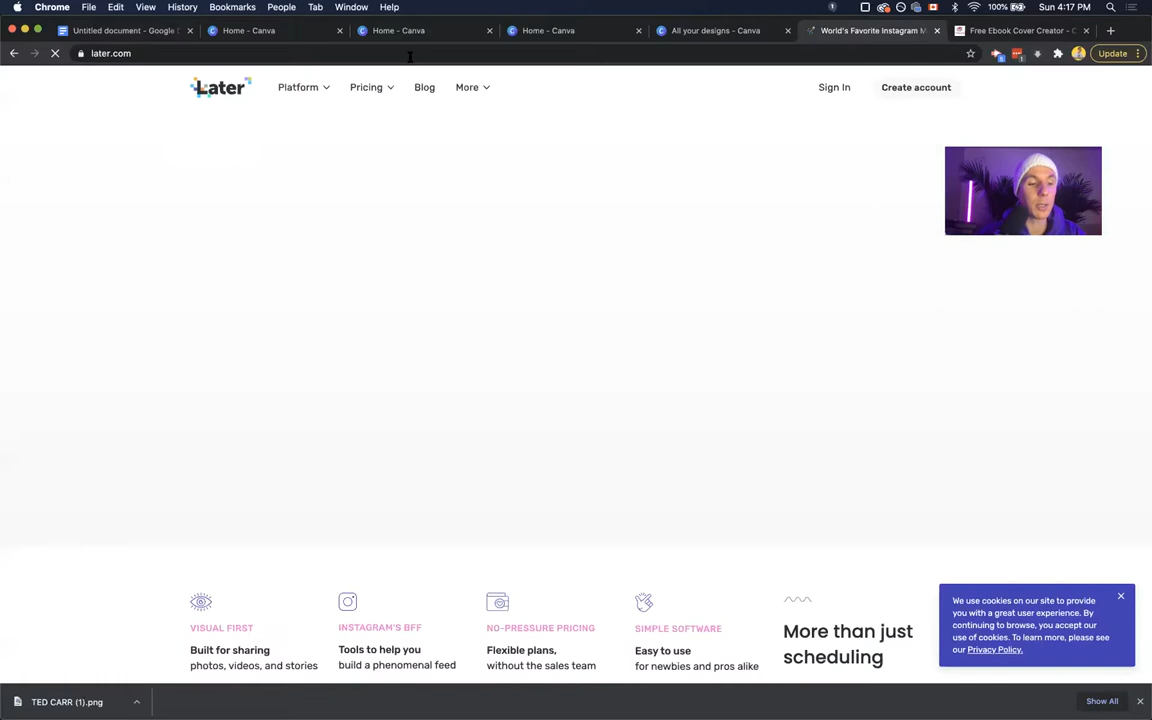 Chrome File Edit View History Bookmarks People Tab Window Help 100% Sun 4:17 PM
Untitled document - Google Home - Canva Home - Canva Home - Canva All your designs - Canva World's Favorite Instagram M Free Ebook Cover Creator - C
later.com Update
Later Platform Pricing Blog More Sign In Create account
VISUAL FIRST
Built for sharing
photos, videos, and stories
INSTAGRAM'S BFF
Tools to help you
build a phenomenal feed
NO-PRESSURE PRICING
Flexible plans,
without the sales team
SIMPLE SOFTWARE
Easy to use
for newbies and pros alike
More than just
scheduling
We use cookies on our site to provide
you with a great user experience. By
continuing to browse, you accept our
use of cookies. To learn more, please see
our Privacy Policy.
TED CARR (1).png Show All